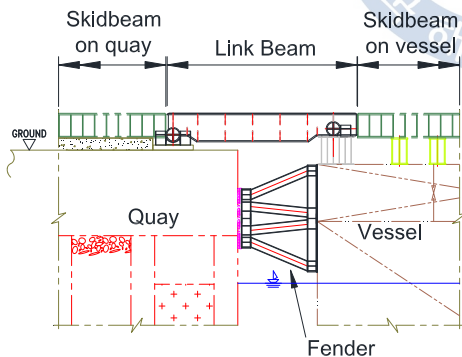 Skidbeam
on quay
Link Beam
Skidbeam
on vessel
GROUND
Quay
Vessel
Fender